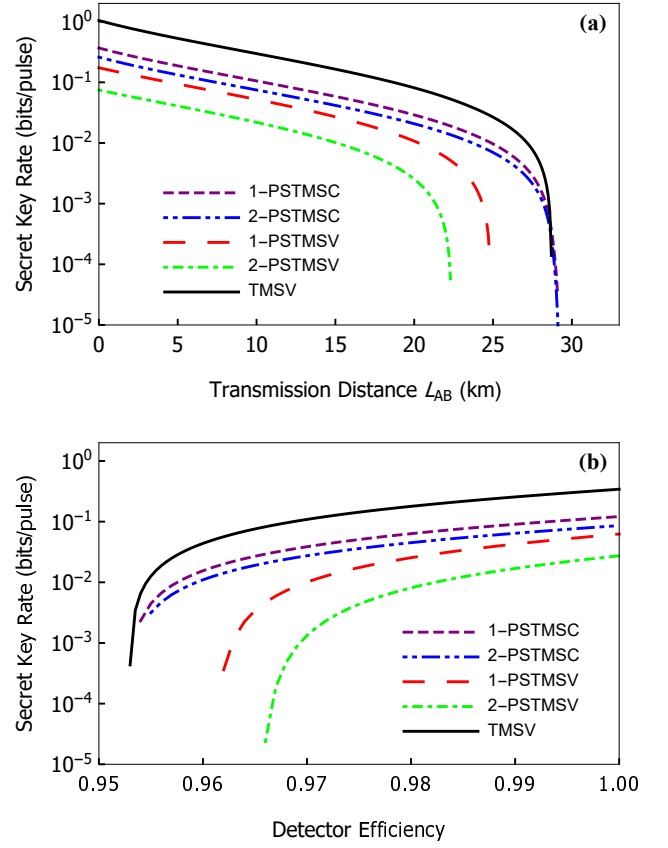 (a)
Secret Key Rate (bits/pulse)
10^0
10^-1
10^-2
10^-3
10^-4
10^-5
1−PSTMSC
2−PSTMSC
1−PSTMSV
2−PSTMSV
TMSV
0 5 10 15 20 25 30
Transmission Distance L_AB (km)
(b)
Secret Key Rate (bits/pulse)
10^0
10^-1
10^-2
10^-3
10^-4
10^-5
1−PSTMSC
2−PSTMSC
1−PSTMSV
2−PSTMSV
TMSV
0.95 0.96 0.97 0.98 0.99 1.00
Detector Efficiency